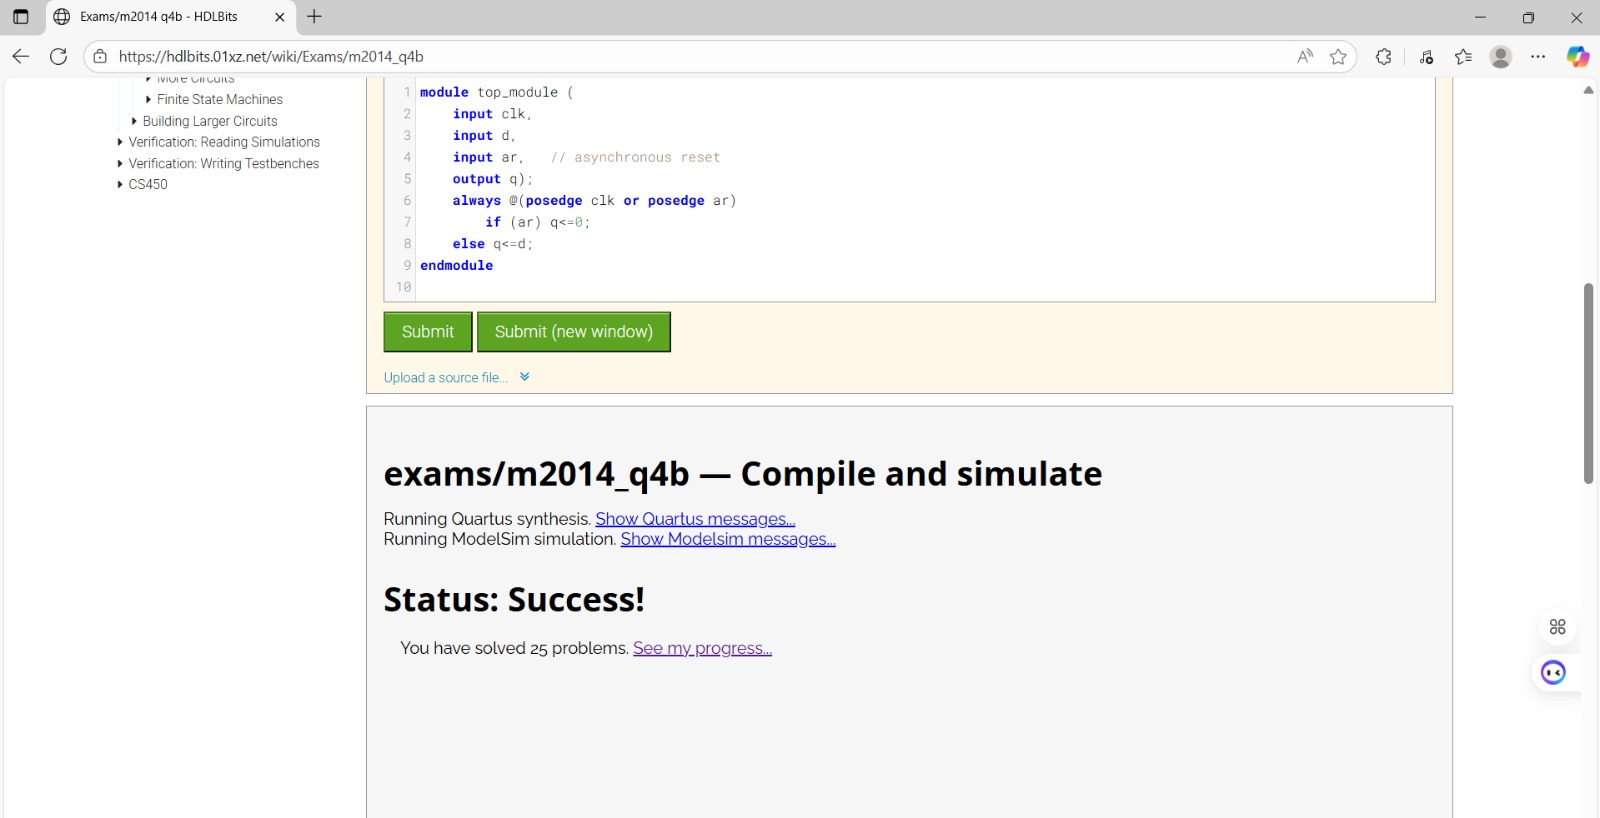 Exams/m2014 q4b - HDLBits
https://hdlbits.01xz.net/wiki/Exams/m2014_q4b
More Circuits
Finite State Machines
Building Larger Circuits
Verification: Reading Simulations
Verification: Writing Testbenches
CS450
1 module top_module (
2     input clk,
3     input d,
4     input ar,   // asynchronous reset
5     output q);
6     always @(posedge clk or posedge ar)
7         if (ar) q<=0;
8     else q<=d;
9 endmodule
10
Submit Submit (new window)
Upload a source file...
exams/m2014_q4b — Compile and simulate
Running Quartus synthesis. Show Quartus messages...
Running ModelSim simulation. Show Modelsim messages...
Status: Success!
You have solved 25 problems. See my progress...